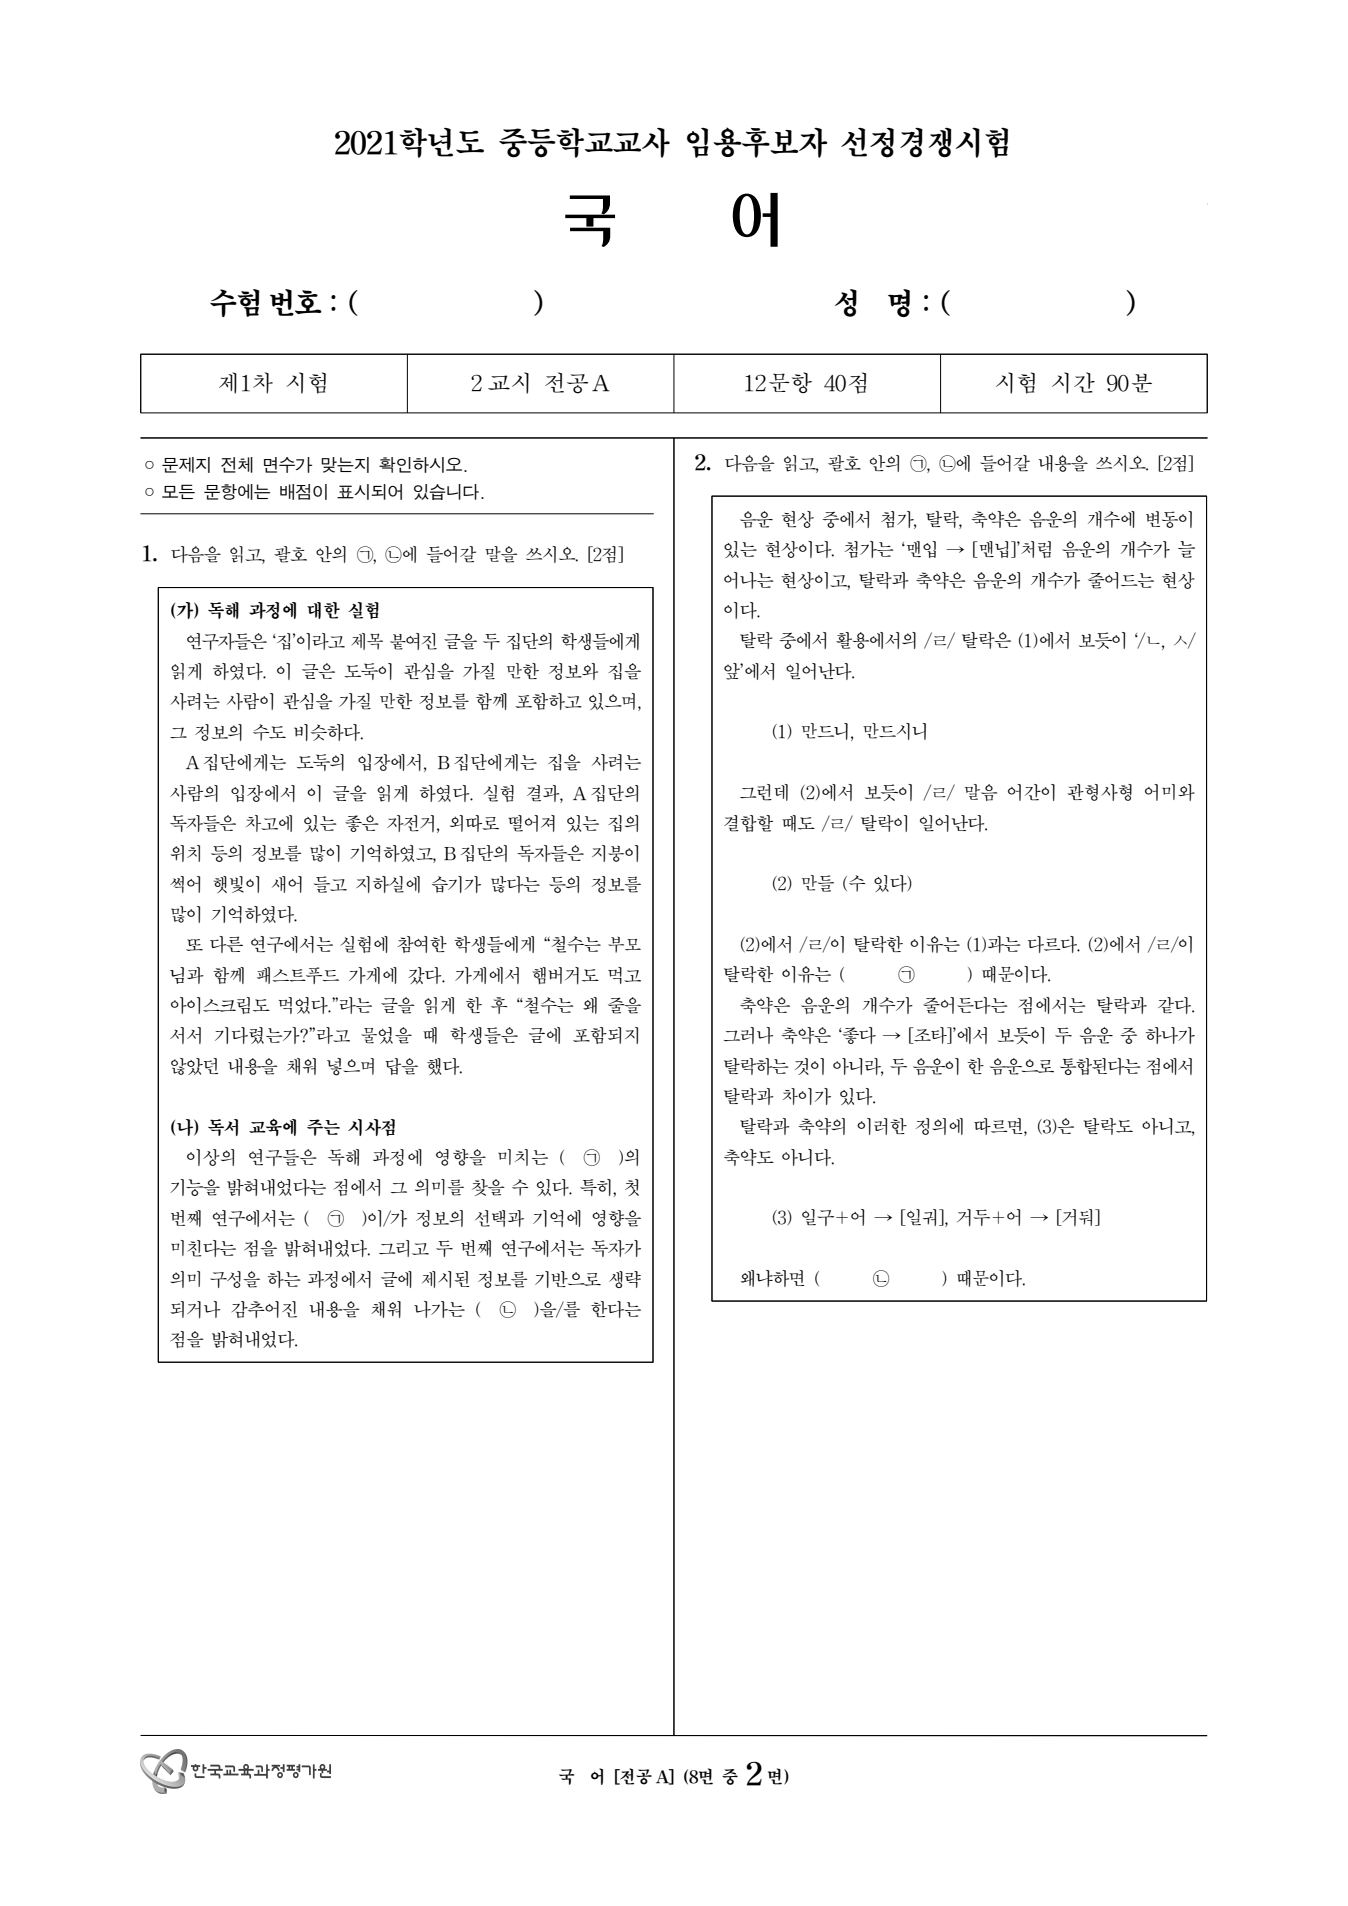 2021학년도 중등학교교사 임용후보자 선정경쟁시험
국 어
수험 번호 : ( )
성 명 : ( )
제1차 시험
2교시 전공A
12문항 40점
시험 시간 90분
○ 문제지 전체 면수가 맞는지 확인하시오.
○ 모든 문항에는 배점이 표시되어 있습니다.
1. 다음을 읽고, 괄호 안의 ㉠, ㉡에 들어갈 말을 쓰시오. [2점]
(가) 독해 과정에 대한 실험
연구자들은 ‘집’이라고 제목 붙여진 글을 두 집단의 학생들에게
읽게 하였다. 이 글은 도둑이 관심을 가질 만한 정보와 집을
사려는 사람이 관심을 가질 만한 정보를 함께 포함하고 있으며,
그 정보의 수도 비슷하다.
A집단에게는 도둑의 입장에서, B집단에게는 집을 사려는
사람의 입장에서 이 글을 읽게 하였다. 실험 결과, A집단의
독자들은 차고에 있는 좋은 자전거, 외따로 떨어져 있는 집의
위치 등의 정보를 많이 기억하였고, B집단의 독자들은 지붕이
썩어 햇빛이 새어 들고 지하실에 습기가 많다는 등의 정보를
많이 기억하였다.
또 다른 연구에서는 실험에 참여한 학생들에게 “철수는 부모
님과 함께 패스트푸드 가게에 갔다. 가게에서 햄버거도 먹고
아이스크림도 먹었다.”라는 글을 읽게 한 후 “철수는 왜 줄을
서서 기다렸는가?”라고 물었을 때 학생들은 글에 포함되지
않았던 내용을 채워 넣으며 답을 했다.
(나) 독서 교육에 주는 시사점
이상의 연구들은 독해 과정에 영향을 미치는 ( ㉠ )의
기능을 밝혀내었다는 점에서 그 의미를 찾을 수 있다. 특히, 첫
번째 연구에서는 ( ㉠ )이/가 정보의 선택과 기억에 영향을
미친다는 점을 밝혀내었다. 그리고 두 번째 연구에서는 독자가
의미 구성을 하는 과정에서 글에 제시된 정보를 기반으로 생략
되거나 감추어진 내용을 채워 나가는 ( ㉡ )을/를 한다는
점을 밝혀내었다.
2. 다음을 읽고, 괄호 안의 ㉠, ㉡에 들어갈 내용을 쓰시오. [2점]
음운 현상 중에서 첨가, 탈락, 축약은 음운의 개수에 변동이
있는 현상이다. 첨가는 ‘맨입 → [맨닙]’처럼 음운의 개수가 늘
어나는 현상이고, 탈락과 축약은 음운의 개수가 줄어드는 현상
이다.
탈락 중에서 활용에서의 /ㄹ/ 탈락은 (1)에서 보듯이 ‘/ㄴ, ㅅ/
앞’에서 일어난다.
(1) 만드니, 만드시니
그런데 (2)에서 보듯이 /ㄹ/ 말음 어간이 관형사형 어미와
결합할 때도 /ㄹ/ 탈락이 일어난다.
(2) 만들 (수 있다)
(2)에서 /ㄹ/이 탈락한 이유는 (1)과는 다르다. (2)에서 /ㄹ/이
탈락한 이유는 ( ㉠ ) 때문이다.
축약은 음운의 개수가 줄어든다는 점에서는 탈락과 같다.
그러나 축약은 ‘좋다 → [조타]’에서 보듯이 두 음운 중 하나가
탈락하는 것이 아니라, 두 음운이 한 음운으로 통합된다는 점에서
탈락과 차이가 있다.
탈락과 축약의 이러한 정의에 따르면, (3)은 탈락도 아니고,
축약도 아니다.
(3) 일구+어 → [일궈], 거두+어 → [거둬]
왜냐하면 ( ㉡ ) 때문이다.
한국교육과정평가원
국 어 [전공 A] (8면 중 2 면)